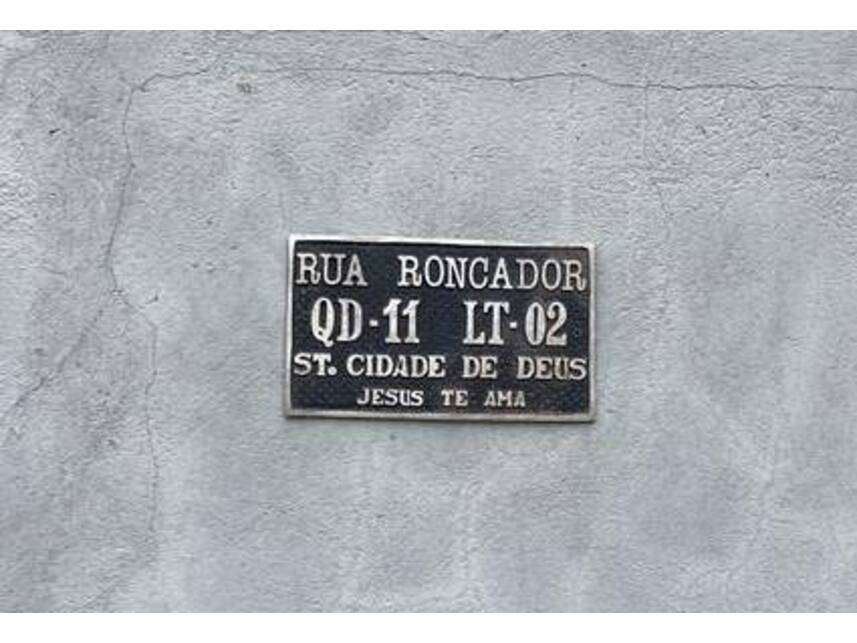 RUA RONCADOR
QD-11 LT-02
ST. CIDADE DE DEUS
JESUS TE AMA